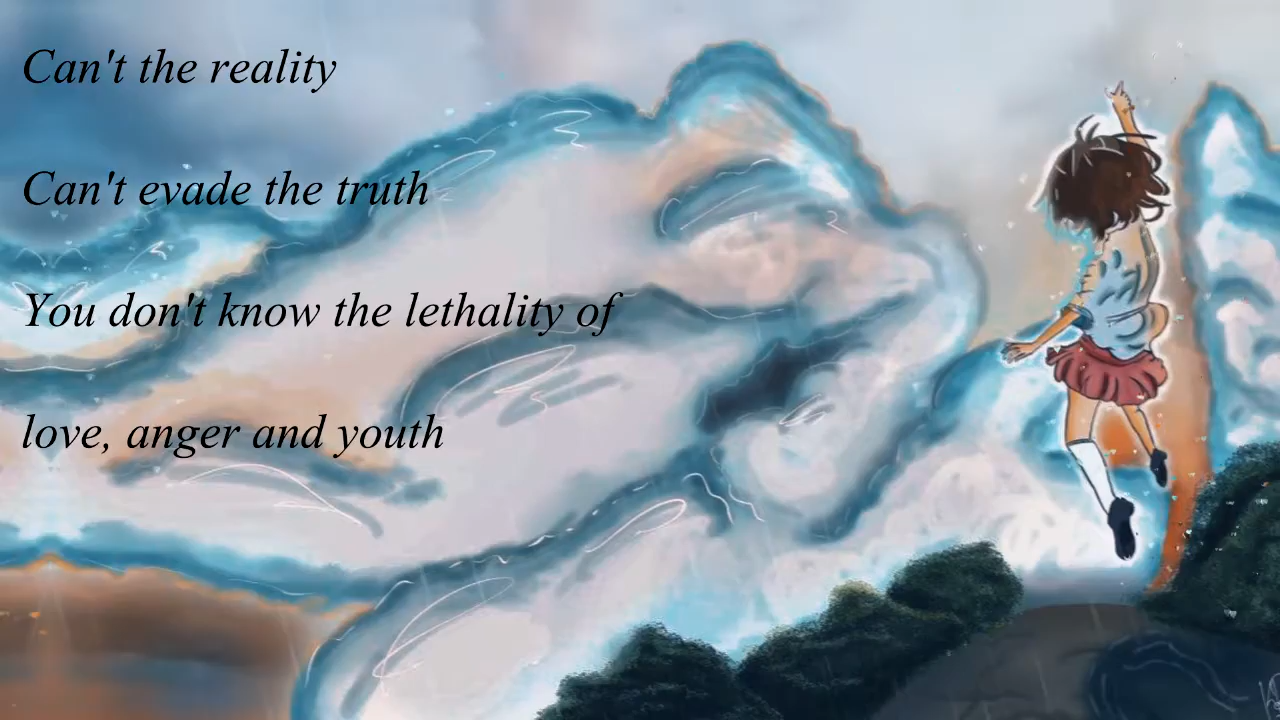 Can't the reality
Can't evade the truth
You don't know the lethality of
love, anger and youth